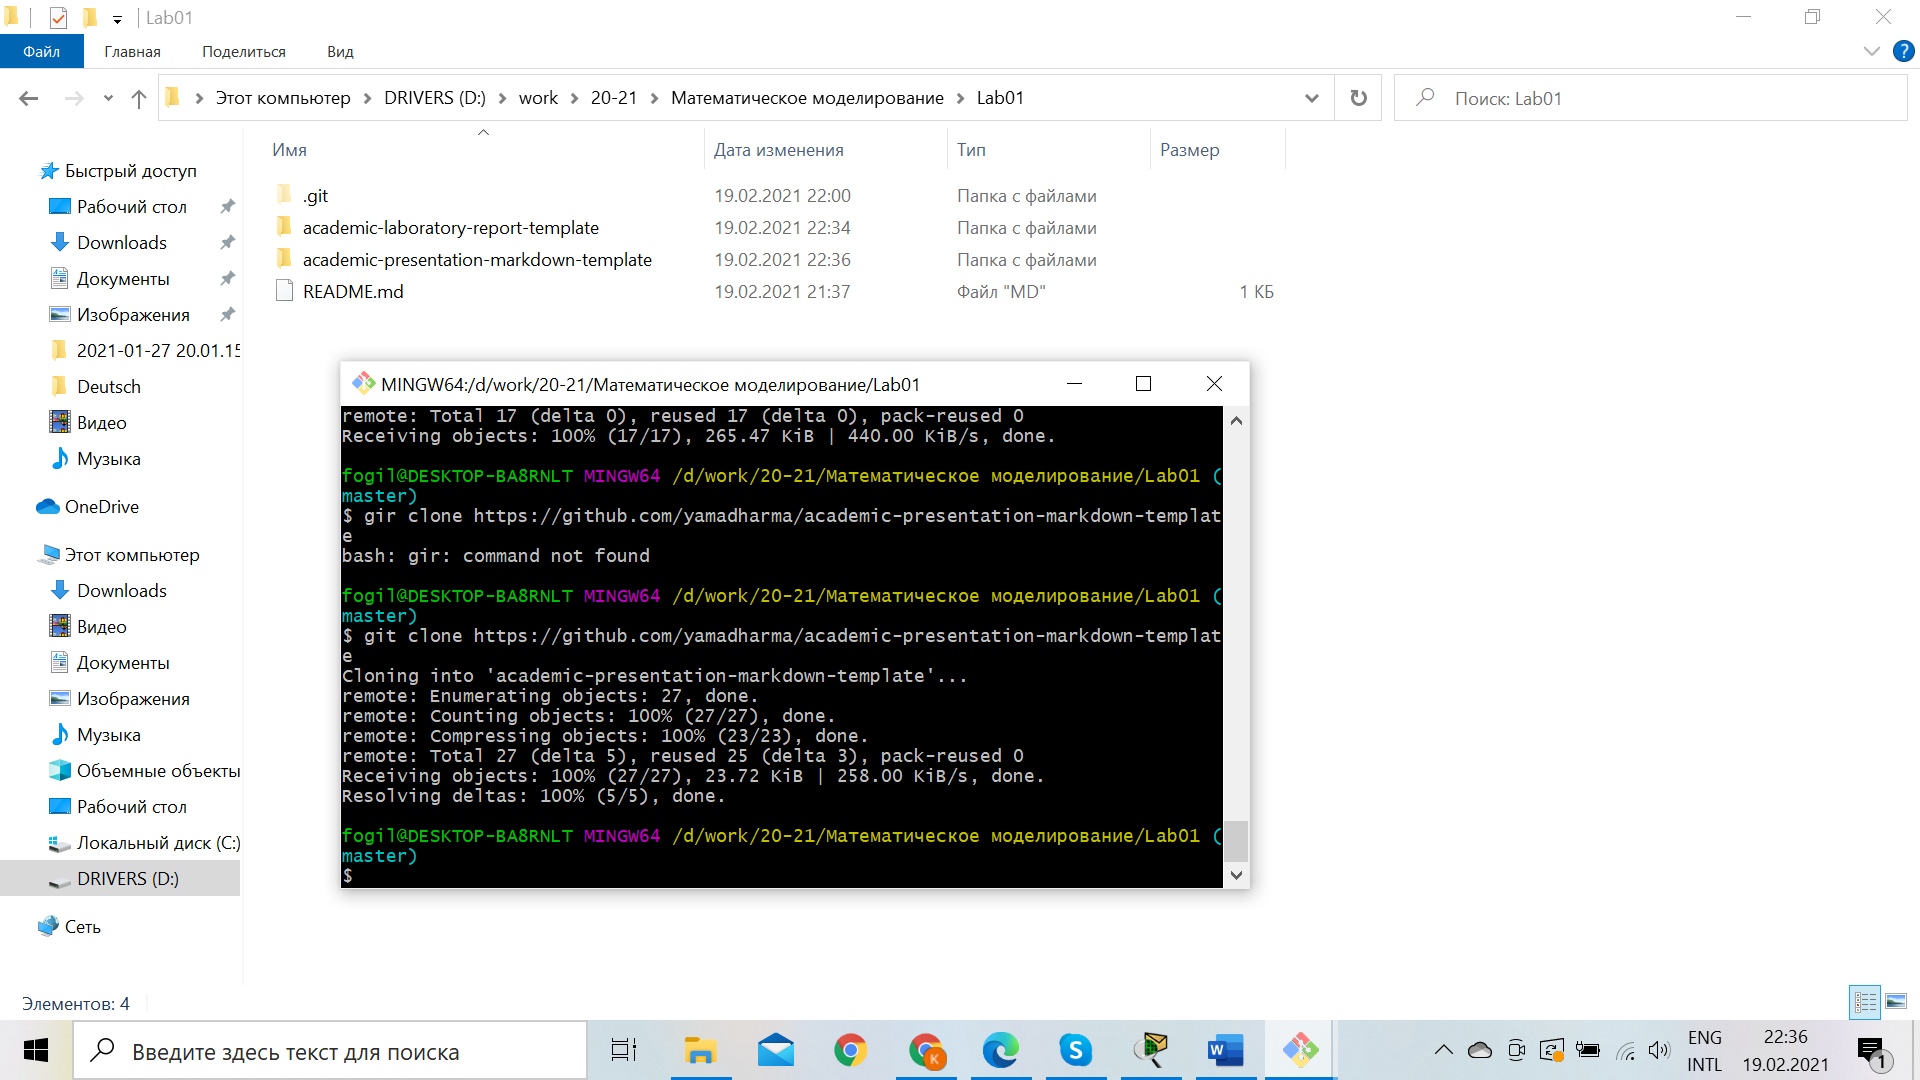 Lab01
Файл Главная Поделиться Вид
Этот компьютер DRIVERS (D:) work 20-21 Математическое моделирование Lab01
Поиск: Lab01
Имя Дата изменения Тип Размер
.git 19.02.2021 22:00 Папка с файлами
academic-laboratory-report-template 19.02.2021 22:34 Папка с файлами
academic-presentation-markdown-template 19.02.2021 22:36 Папка с файлами
README.md 19.02.2021 21:37 Файл "MD" 1 КБ
Быстрый доступ
Рабочий стол
Downloads
Документы
Изображения
2021-01-27 20.01.15
Deutsch
Видео
Музыка
OneDrive
Этот компьютер
Downloads
Видео
Документы
Изображения
Музыка
Объемные объекты
Рабочий стол
Локальный диск (C:)
DRIVERS (D:)
Сеть
MINGW64:/d/work/20-21/Математическое моделирование/Lab01
remote: Total 17 (delta 0), reused 17 (delta 0), pack-reused 0
Receiving objects: 100% (17/17), 265.47 KiB | 440.00 KiB/s, done.
fogil@DESKTOP-BA8RNLT MINGW64 /d/work/20-21/Математическое моделирование/Lab01 (
master)
$ gir clone https://github.com/yamadharma/academic-presentation-markdown-templat
e
bash: gir: command not found
fogil@DESKTOP-BA8RNLT MINGW64 /d/work/20-21/Математическое моделирование/Lab01 (
master)
$ git clone https://github.com/yamadharma/academic-presentation-markdown-templat
e
Cloning into 'academic-presentation-markdown-template'...
remote: Enumerating objects: 27, done.
remote: Counting objects: 100% (27/27), done.
remote: Compressing objects: 100% (23/23), done.
remote: Total 27 (delta 5), reused 25 (delta 3), pack-reused 0
Receiving objects: 100% (27/27), 23.72 KiB | 258.00 KiB/s, done.
Resolving deltas: 100% (5/5), done.
fogil@DESKTOP-BA8RNLT MINGW64 /d/work/20-21/Математическое моделирование/Lab01 (
master)
$
Элементов: 4
Введите здесь текст для поиска
ENG
INTL
22:36
19.02.2021
1